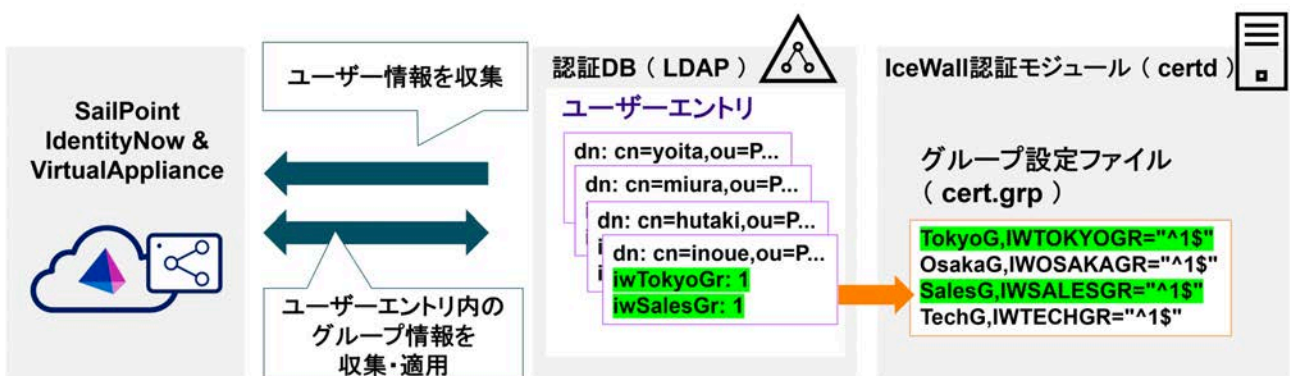 SailPoint
IdentityNow &
VirtualAppliance
ユーザー情報を収集
ユーザーエントリ内の
グループ情報を
収集・適用
認証DB（LDAP）
ユーザーエントリ
dn: cn=yoita,ou=P...
dn: cn=miura,ou=P...
i
dn: cn=hutaki,ou=P...
i
i
dn: cn=inoue,ou=P...
iwTokyoGr: 1
iwSalesGr: 1
IceWall認証モジュール（certd）
グループ設定ファイル
（cert.grp）
TokyoG,IWTOKYOGR="^1$"
OsakaG,IWOSAKAGR="^1$"
SalesG,IWSALESGR="^1$"
TechG,IWTECHGR="^1$"